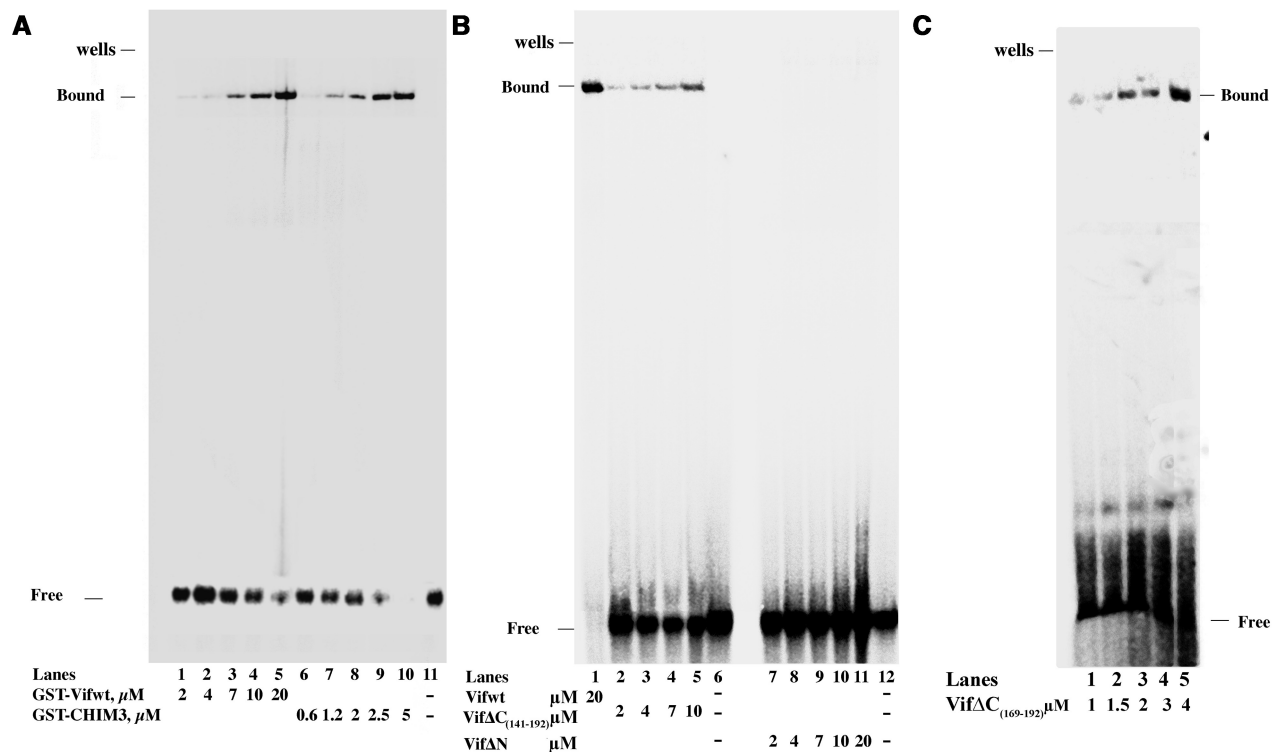 A
wells
Bound
Free
Lanes 1 2 3 4 5 6 7 8 9 10 11
GST-Vifwt, µM 2 4 7 10 20 -
GST-CHIM3, µM 0.6 1.2 2 2.5 5 -
B
wells
Bound
Free
Lanes 1 2 3 4 5 6 7 8 9 10 11 12
Vifwt µM 20 - -
VifΔC(141-192) µM 2 4 7 10 - -
VifΔN µM - 2 4 7 10 20 -
C
wells
Bound
Free
Lanes 1 2 3 4 5
VifΔC(169-192) µM 1 1.5 2 3 4